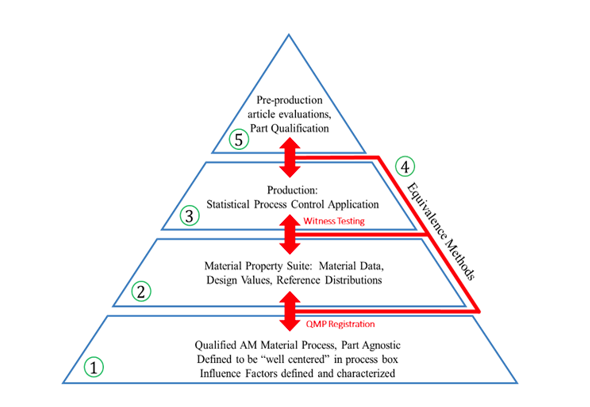 Pre-production
article evaluations,
Part Qualification
5
4
Equivalence Methods
Production:
Statistical Process Control Application
3
Witness Testing
Material Property Suite: Material Data,
Design Values, Reference Distributions
2
QMP Registration
Qualified AM Material Process, Part Agnostic
Defined to be “well centered” in process box
Influence Factors defined and characterized
1